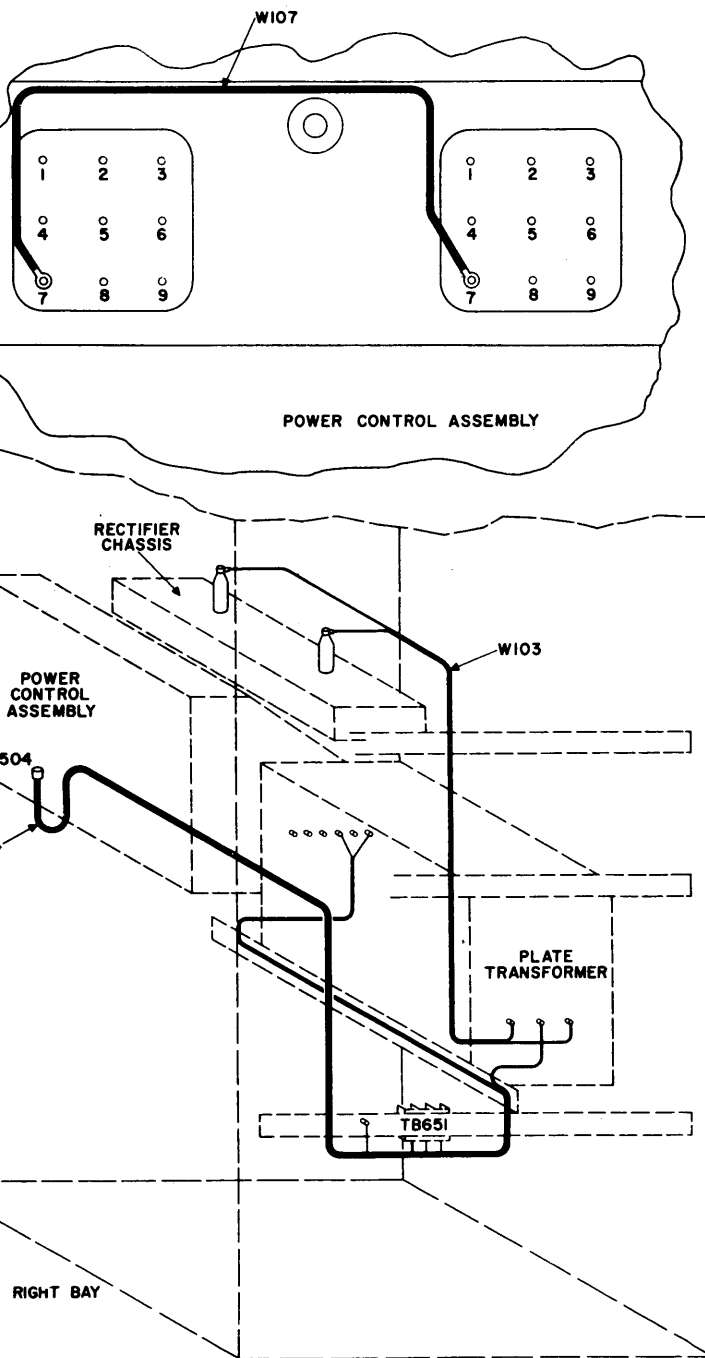 W107
1 2 3 1 2 3
4 5 6 4 5 6
7 8 9 7 8 9
POWER CONTROL ASSEMBLY
RECTIFIER
CHASSIS
W103
POWER
CONTROL
ASSEMBLY
504
PLATE
TRANSFORMER
TB651
RIGHT BAY